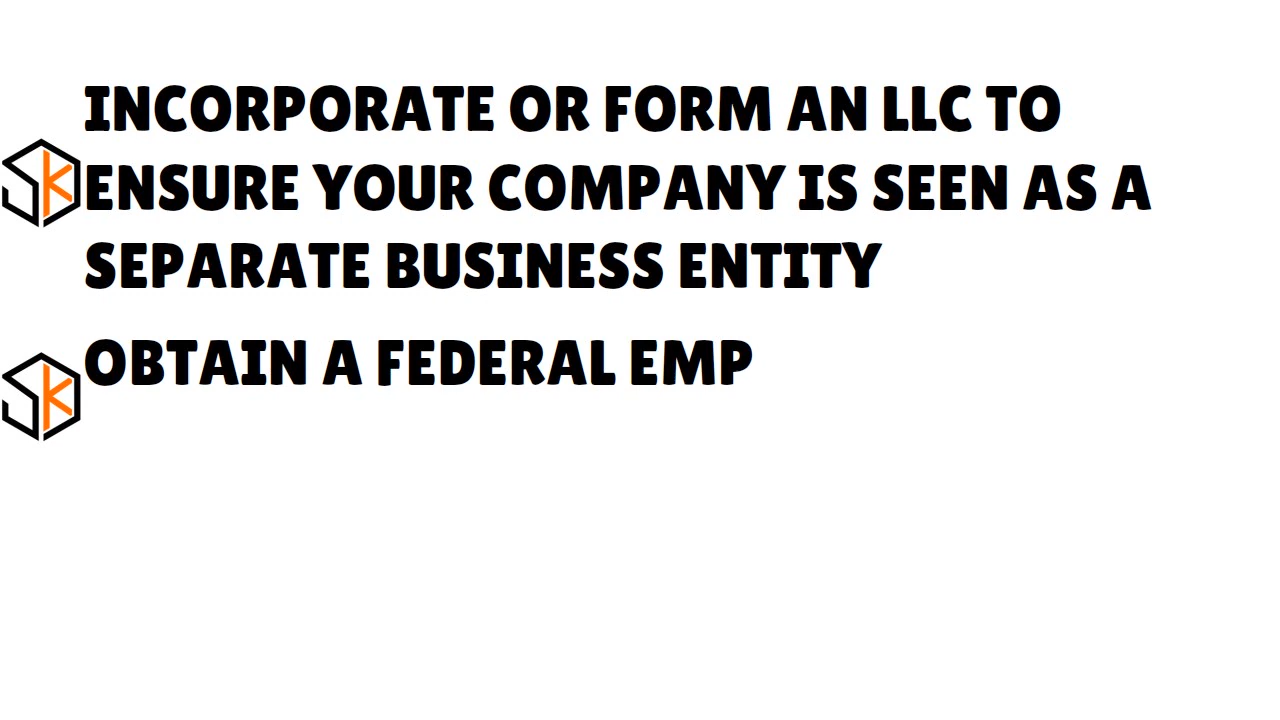 INCORPORATE OR FORM AN LLC TO
ENSURE YOUR COMPANY IS SEEN AS A
SEPARATE BUSINESS ENTITY
OBTAIN A FEDERAL EMP